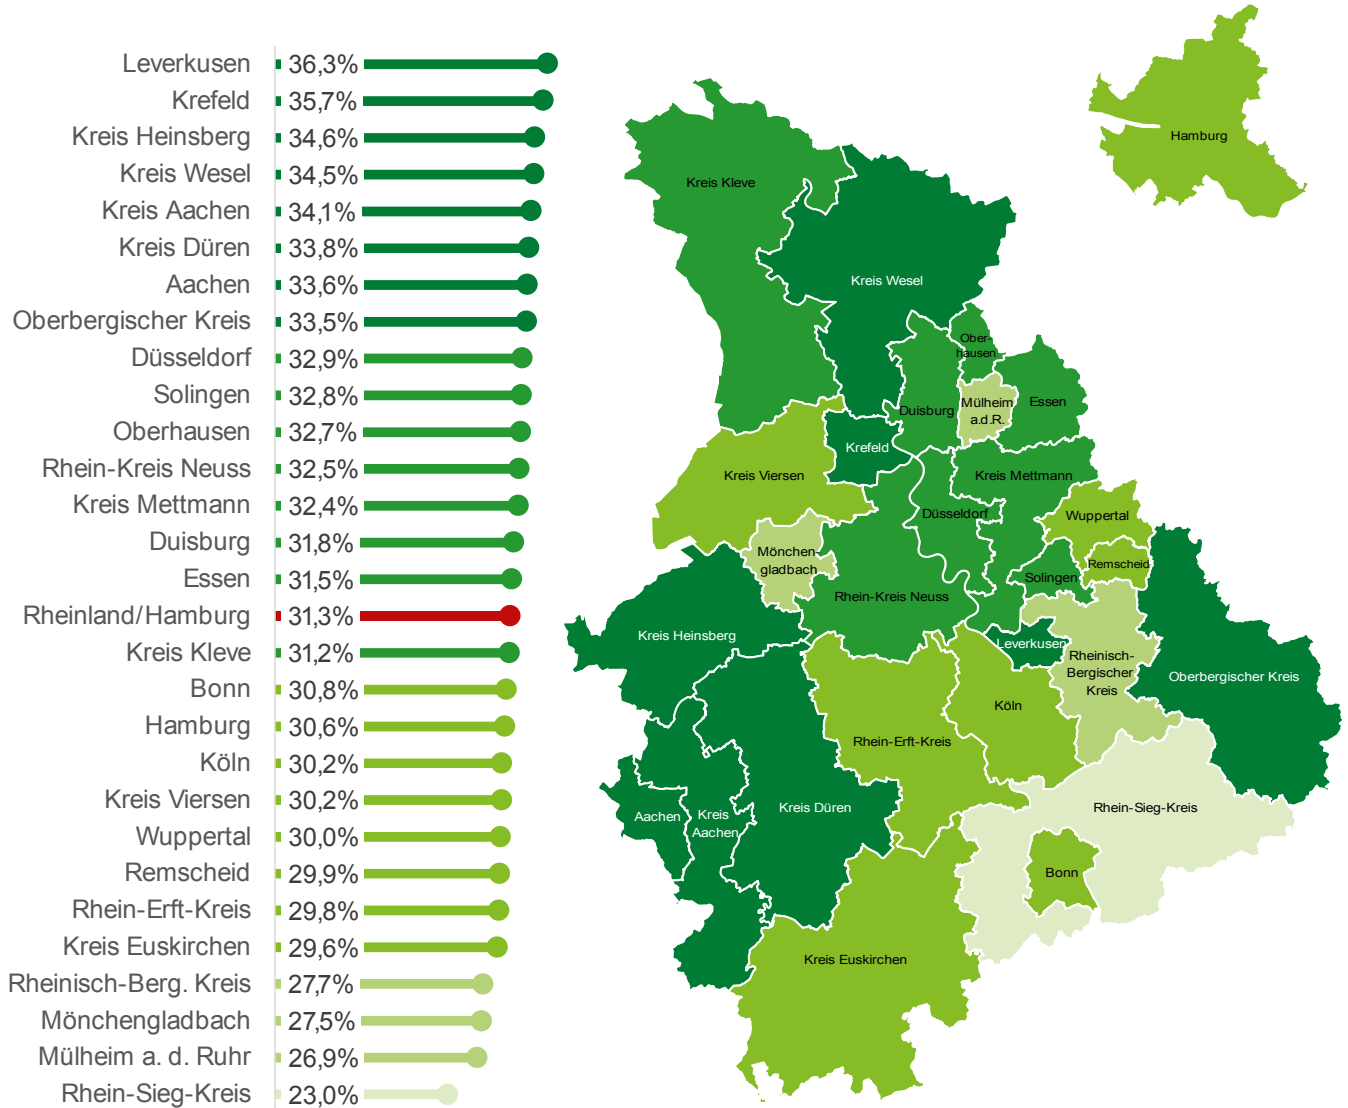 Leverkusen 36,3%
Krefeld 35,7%
Kreis Heinsberg 34,6%
Kreis Wesel 34,5%
Kreis Aachen 34,1%
Kreis Düren 33,8%
Aachen 33,6%
Oberbergischer Kreis 33,5%
Düsseldorf 32,9%
Solingen 32,8%
Oberhausen 32,7%
Rhein-Kreis Neuss 32,5%
Kreis Mettmann 32,4%
Duisburg 31,8%
Essen 31,5%
Rheinland/Hamburg 31,3%
Kreis Kleve 31,2%
Bonn 30,8%
Hamburg 30,6%
Köln 30,2%
Kreis Viersen 30,2%
Wuppertal 30,0%
Remscheid 29,9%
Rhein-Erft-Kreis 29,8%
Kreis Euskirchen 29,6%
Rheinisch-Berg. Kreis 27,7%
Mönchengladbach 27,5%
Mülheim a. d. Ruhr 26,9%
Rhein-Sieg-Kreis 23,0%
Hamburg
Kreis Kleve
Kreis Wesel
Ober-
hausen
Duisburg
Mülheim
a.d.R.
Essen
Krefeld
Kreis Viersen
Kreis Mettmann
Düsseldorf
Wuppertal
Mönchen-
gladbach
Remscheid
Solingen
Rhein-Kreis Neuss
Kreis Heinsberg
Leverkusen
Rheinisch-
Bergischer
Kreis
Oberbergischer Kreis
Köln
Rhein-Erft-Kreis
Kreis Düren
Rhein-Sieg-Kreis
Aachen
Kreis
Aachen
Bonn
Kreis Euskirchen